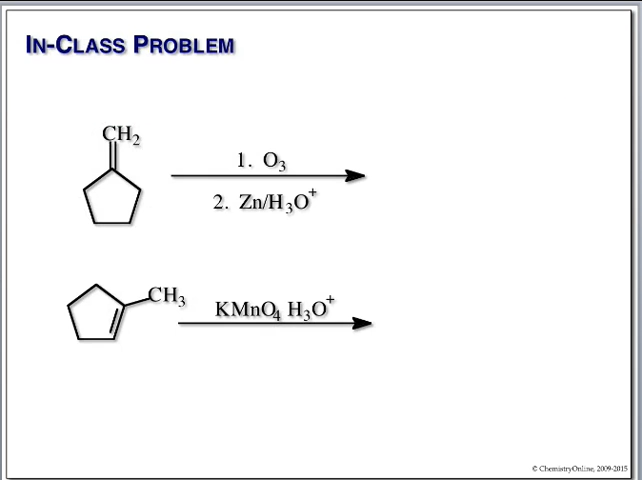 IN-CLASS PROBLEM
CH₂
1. O₃
2. Zn/H₃O⁺
CH₃
KMnO₄ H₃O⁺
© ChemistryOnline, 2009-2015